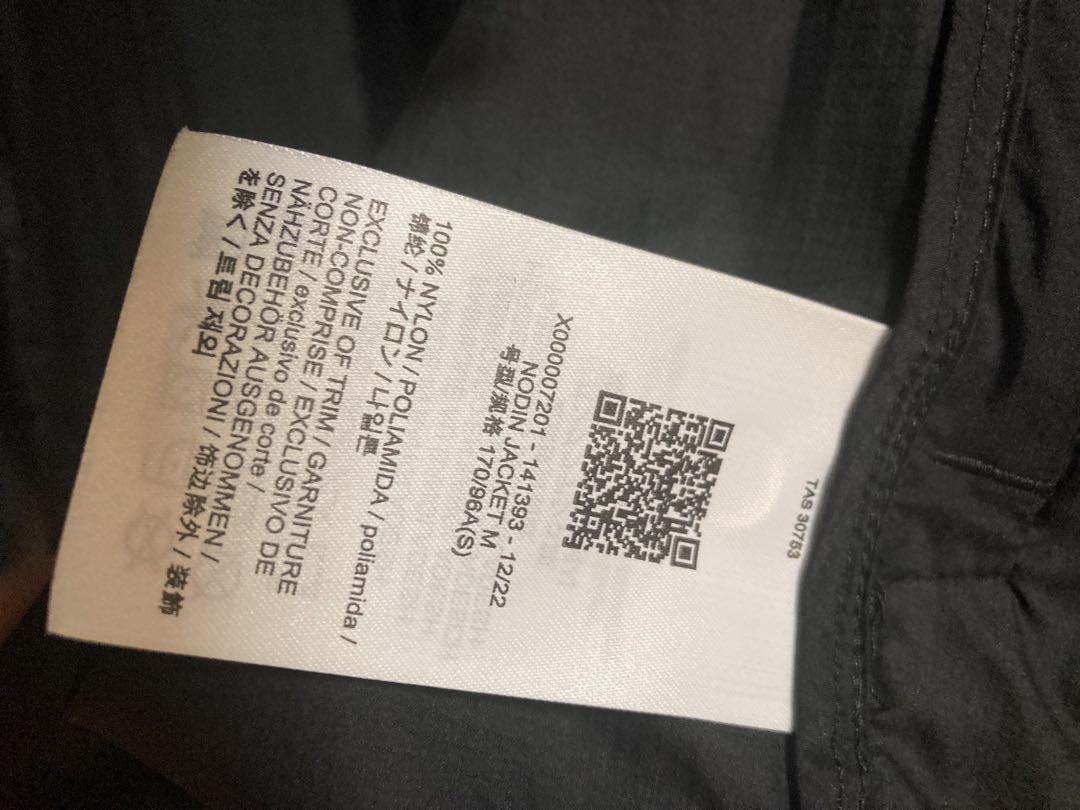 TAS 30753
X000007201 - 141393 - 12/22
NODIN JACKET M
号型/规格 170/96A(S)
100% NYLON / POLIAMIDA / poliamida /
锦纶 / ナイロン / 나일론
EXCLUSIVE OF TRIM / GARNITURE
NON-COMPRISE / EXCLUSIVO DE
CORTE / exclusivo de corte /
NÄHZUBEHÖR AUSGENOMMEN /
SENZA DECORAZIONI / 饰边除外 / 装飾
を除く / 트림 제외